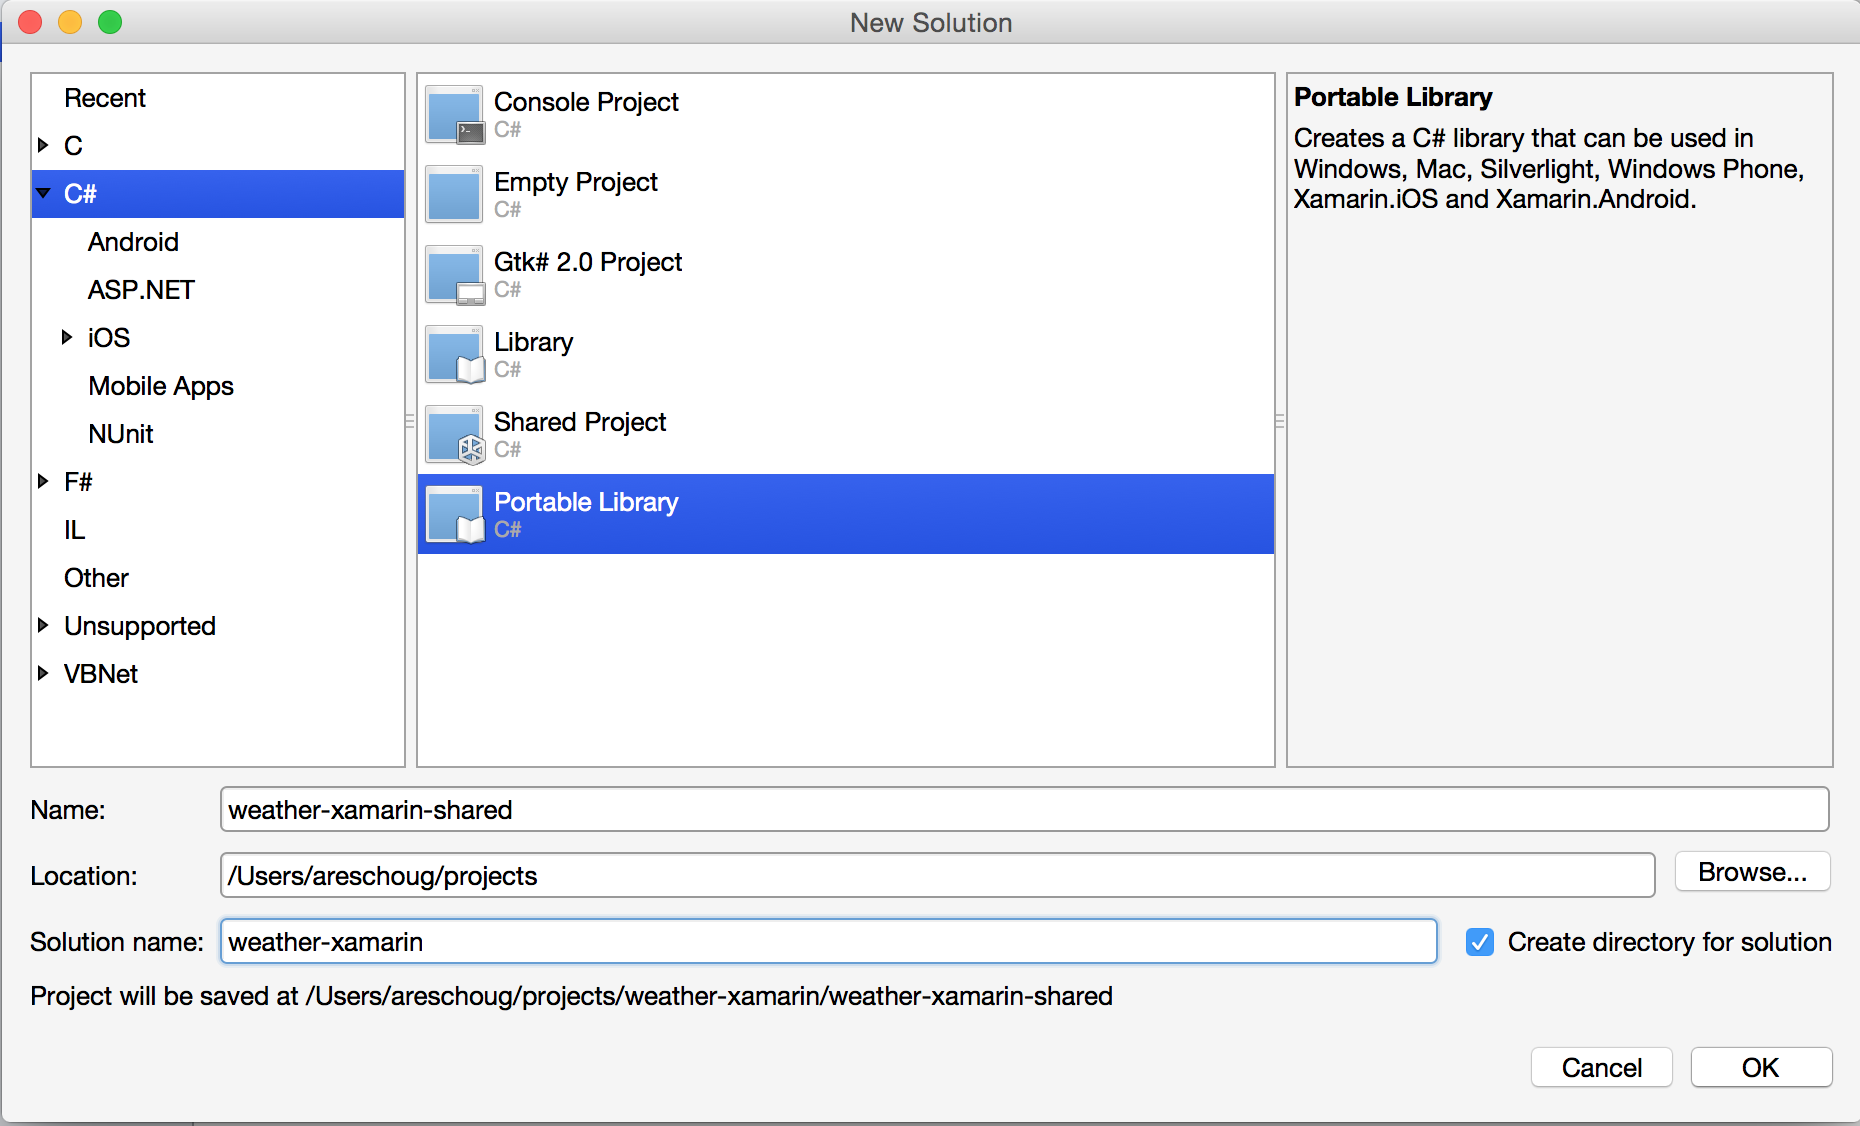 New Solution
Recent
C
C#
Android
ASP.NET
iOS
Mobile Apps
NUnit
F#
IL
Other
Unsupported
VBNet
Console Project
C#
Empty Project
C#
Gtk# 2.0 Project
C#
Library
C#
Shared Project
C#
Portable Library
C#
Portable Library
Creates a C# library that can be used in
Windows, Mac, Silverlight, Windows Phone,
Xamarin.iOS and Xamarin.Android.
Name: weather-xamarin-shared
Location: /Users/areschoug/projects Browse...
Solution name: weather-xamarin Create directory for solution
Project will be saved at /Users/areschoug/projects/weather-xamarin/weather-xamarin-shared
Cancel OK